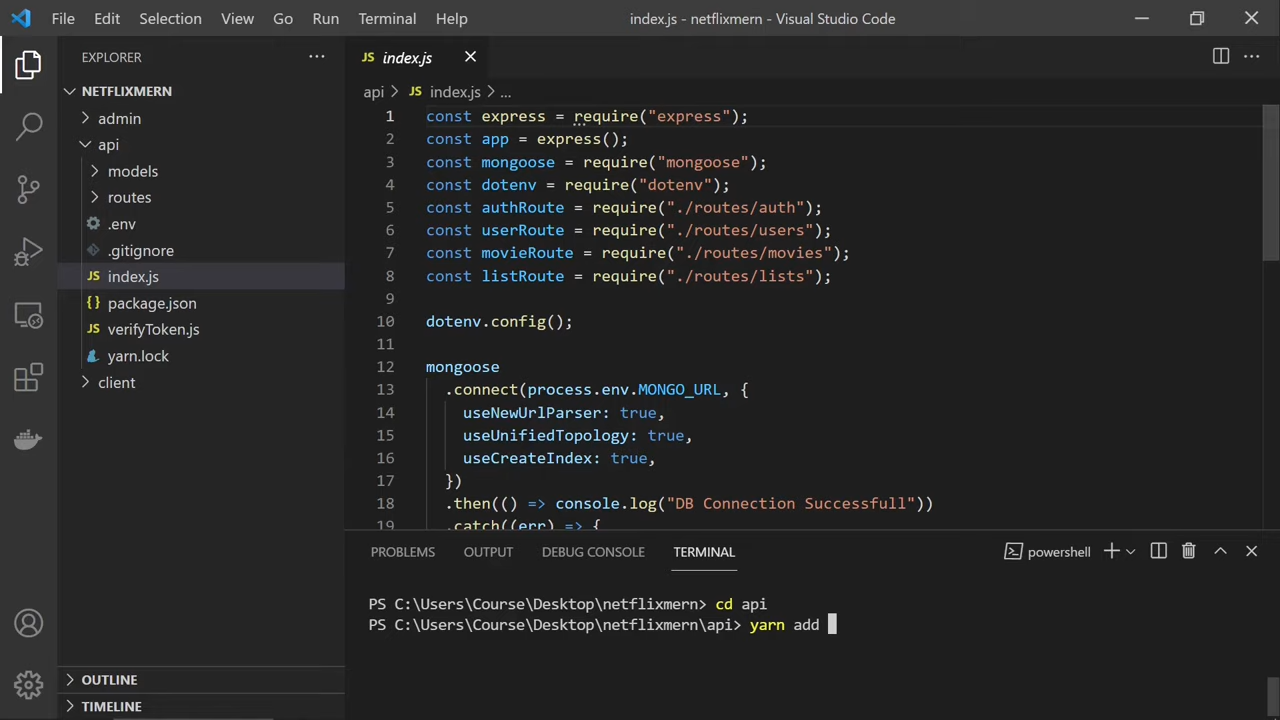 File Edit Selection View Go Run Terminal Help index.js - netflixmern - Visual Studio Code
EXPLORER
NETFLIXMERN
admin
api
models
routes
.env
.gitignore
JS index.js
{} package.json
JS verifyToken.js
yarn.lock
client
OUTLINE
TIMELINE
JS index.js
api > JS index.js > ...
1 const express = require("express");
2 const app = express();
3 const mongoose = require("mongoose");
4 const dotenv = require("dotenv");
5 const authRoute = require("./routes/auth");
6 const userRoute = require("./routes/users");
7 const movieRoute = require("./routes/movies");
8 const listRoute = require("./routes/lists");
9
10 dotenv.config();
11
12 mongoose
13 .connect(process.env.MONGO_URL, {
14 useNewUrlParser: true,
15 useUnifiedTopology: true,
16 useCreateIndex: true,
17 })
18 .then(() => console.log("DB Connection Successfull"))
19 .catch((err) => {
PROBLEMS OUTPUT DEBUG CONSOLE TERMINAL powershell
PS C:\Users\Course\Desktop\netflixmern> cd api
PS C:\Users\Course\Desktop\netflixmern\api> yarn add